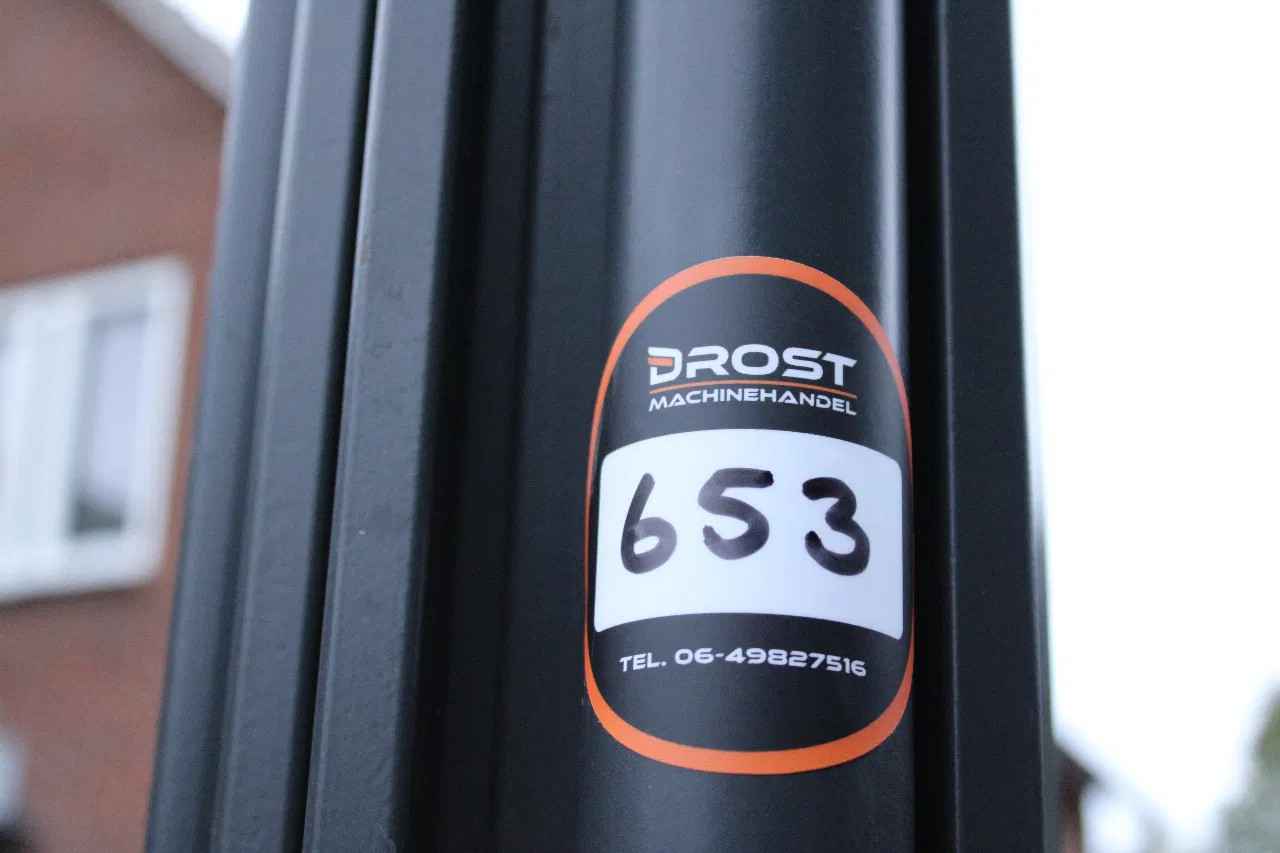 DROST
MACHINEHANDEL
653
TEL. 06-49827516